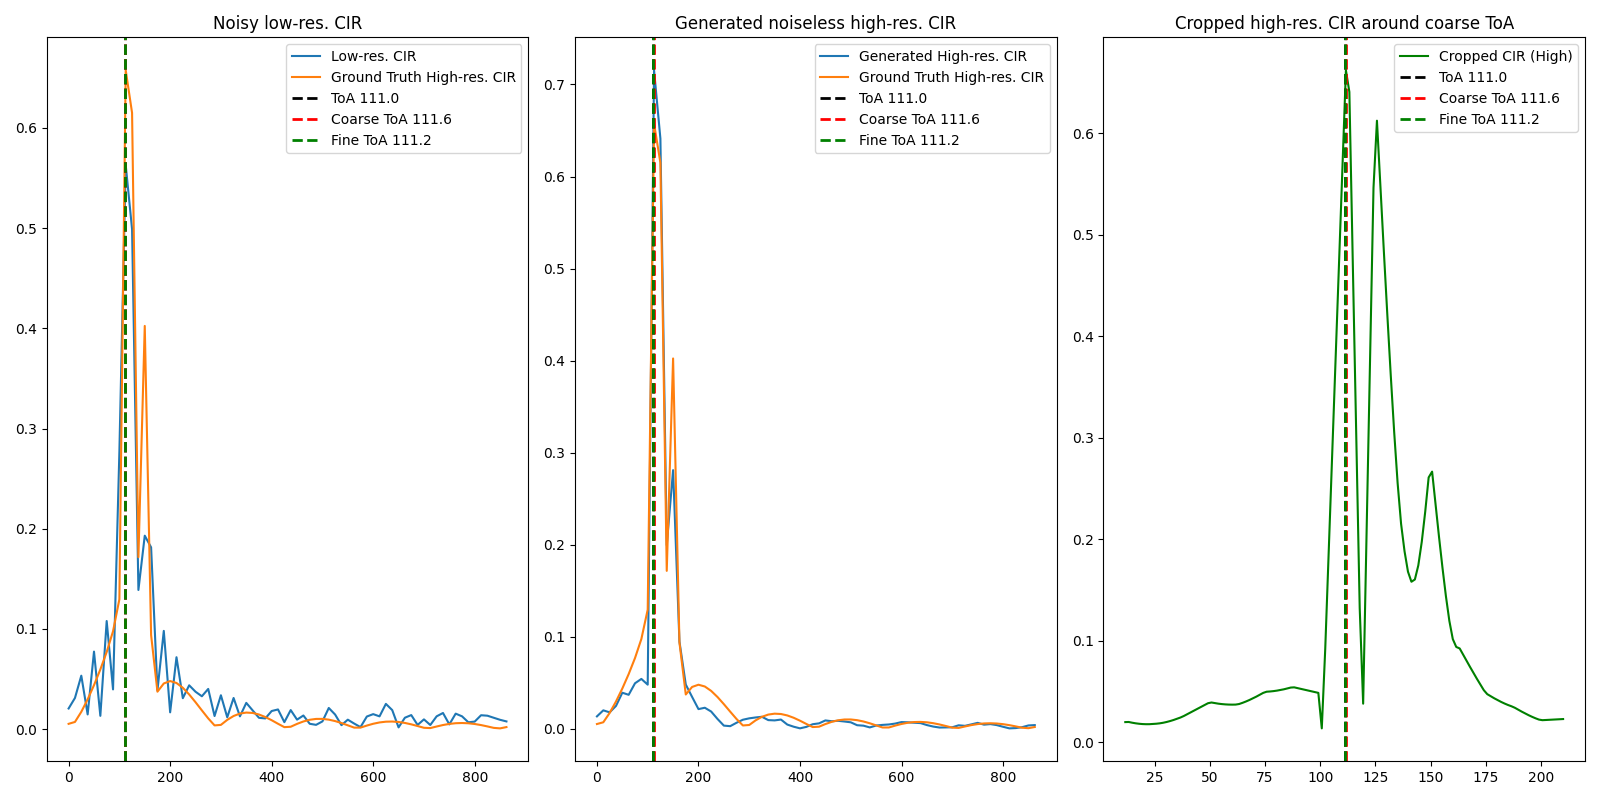 Noisy low-res. CIR
Low-res. CIR
Ground Truth High-res. CIR
ToA 111.0
Coarse ToA 111.6
Fine ToA 111.2
0.6
0.5
0.4
0.3
0.2
0.1
0.0
0 200 400 600 800
Generated noiseless high-res. CIR
Generated High-res. CIR
Ground Truth High-res. CIR
ToA 111.0
Coarse ToA 111.6
Fine ToA 111.2
0.7
0.6
0.5
0.4
0.3
0.2
0.1
0.0
0 200 400 600 800
Cropped high-res. CIR around coarse ToA
Cropped CIR (High)
ToA 111.0
Coarse ToA 111.6
Fine ToA 111.2
0.6
0.5
0.4
0.3
0.2
0.1
0.0
25 50 75 100 125 150 175 200